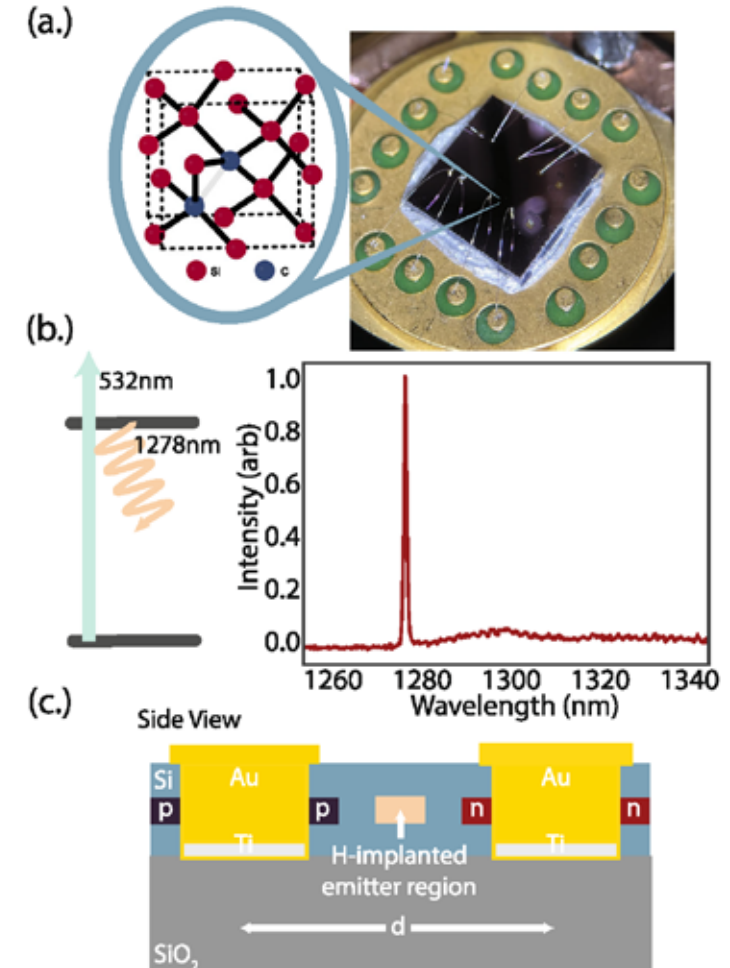 (a.)
Si C
(b.)
532nm
1278nm
Intensity (arb)
1.0
0.8
0.6
0.4
0.2
0.0
1260 1280 1300 1320 1340
Wavelength (nm)
(c.)
Side View
Si Au Au
p p n n
Ti Ti
H-implanted
emitter region
d
SiO₂